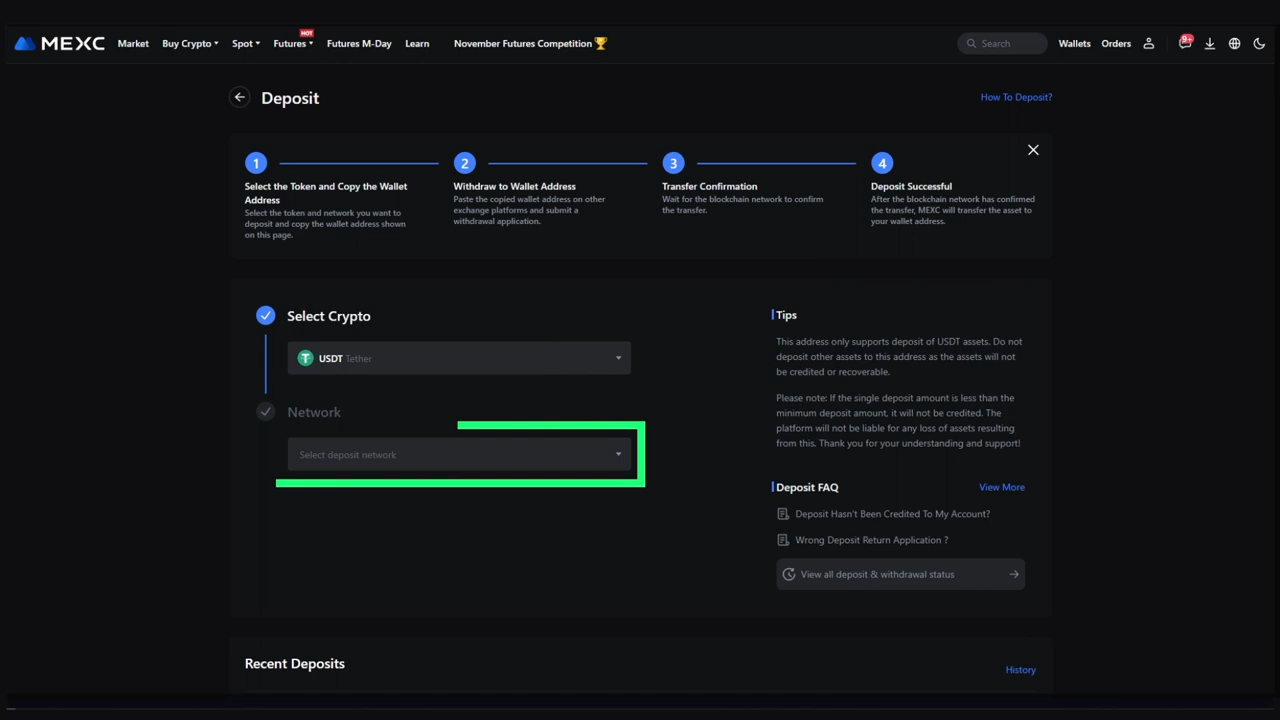 MEXC Market Buy Crypto Spot Futures HOT Futures M-Day Learn November Futures Competition Search Wallets Orders 9+
Deposit
How To Deposit?
1 2 3 4
Select the Token and Copy the Wallet
Address
Select the token and network you want to
deposit and copy the wallet address shown
on this page.
Withdraw to Wallet Address
Paste the copied wallet address on other
exchange platforms and submit a
withdrawal application.
Transfer Confirmation
Wait for the blockchain network to confirm
the transfer.
Deposit Successful
After the blockchain network has confirmed
the transfer, MEXC will transfer the asset to
your wallet address.
Select Crypto
USDT Tether
Network
Select deposit network
Tips
This address only supports deposit of USDT assets. Do not
deposit other assets to this address as the assets will not
be credited or recoverable.
Please note: If the single deposit amount is less than the
minimum deposit amount, it will not be credited. The
platform will not be liable for any loss of assets resulting
from this. Thank you for your understanding and support!
Deposit FAQ
View More
Deposit Hasn't Been Credited To My Account?
Wrong Deposit Return Application ?
View all deposit & withdrawal status
Recent Deposits
History